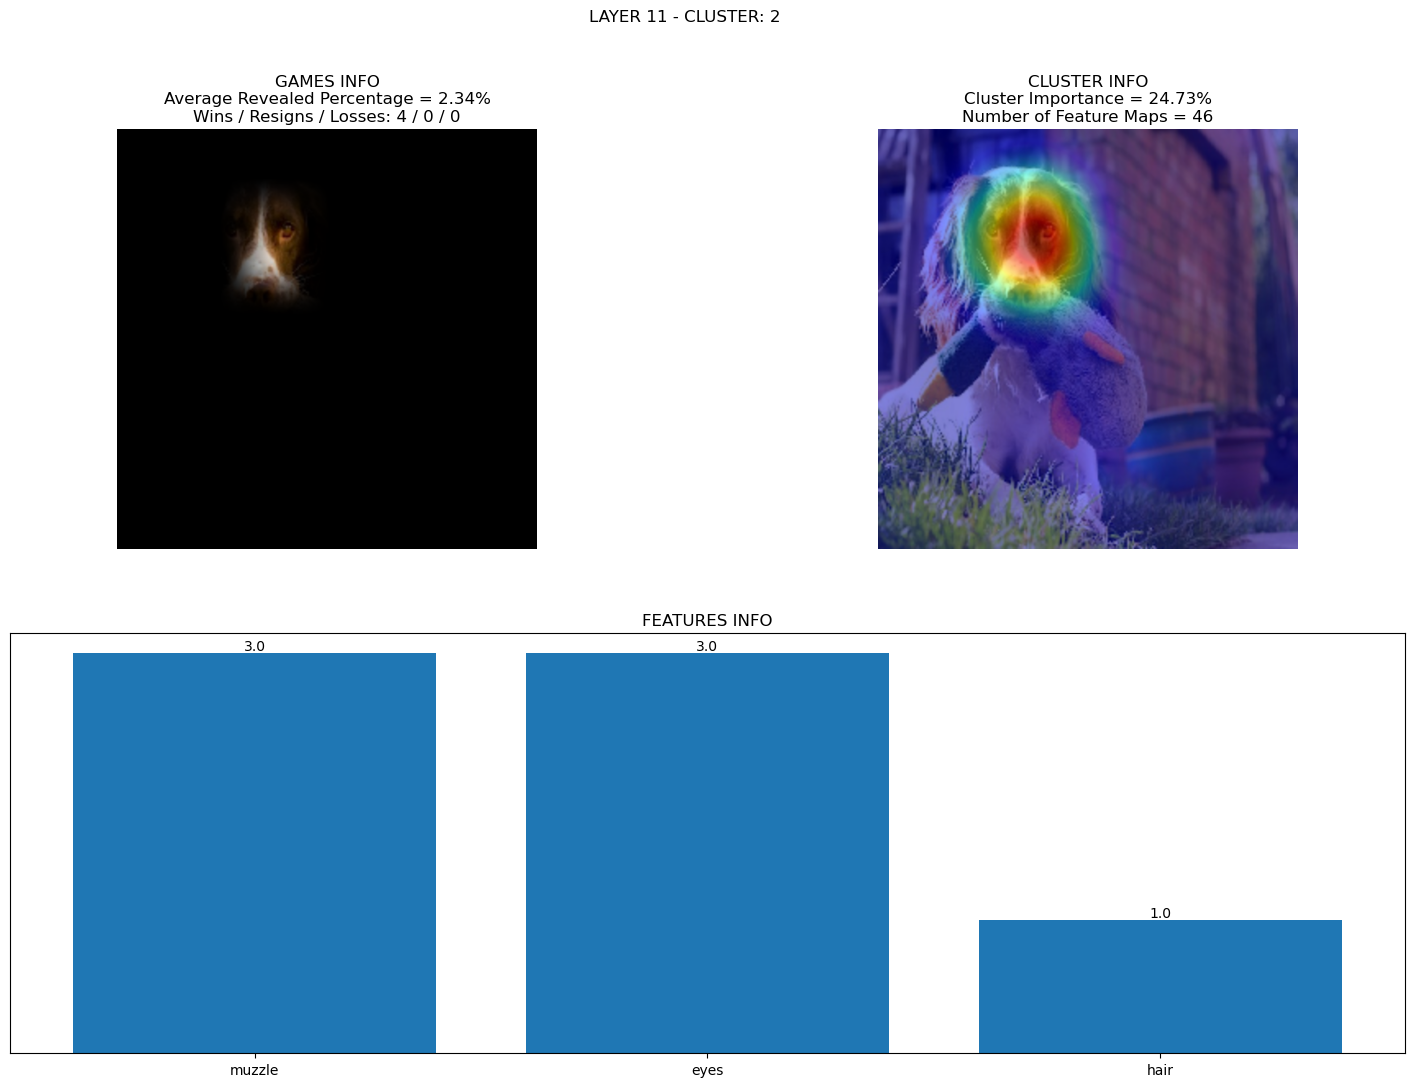 LAYER 11 - CLUSTER: 2
GAMES INFO
Average Revealed Percentage = 2.34%
Wins / Resigns / Losses: 4 / 0 / 0
CLUSTER INFO
Cluster Importance = 24.73%
Number of Feature Maps = 46
FEATURES INFO
3.0
3.0
1.0
muzzle
eyes
hair